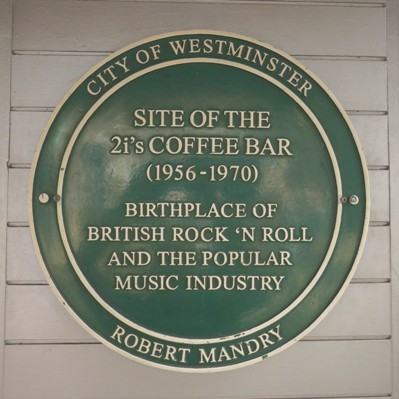 CITY OF WESTMINSTER
SITE OF THE
2i's COFFEE BAR
(1956-1970)
BIRTHPLACE OF
BRITISH ROCK 'N ROLL
AND THE POPULAR
MUSIC INDUSTRY
ROBERT MANDRY